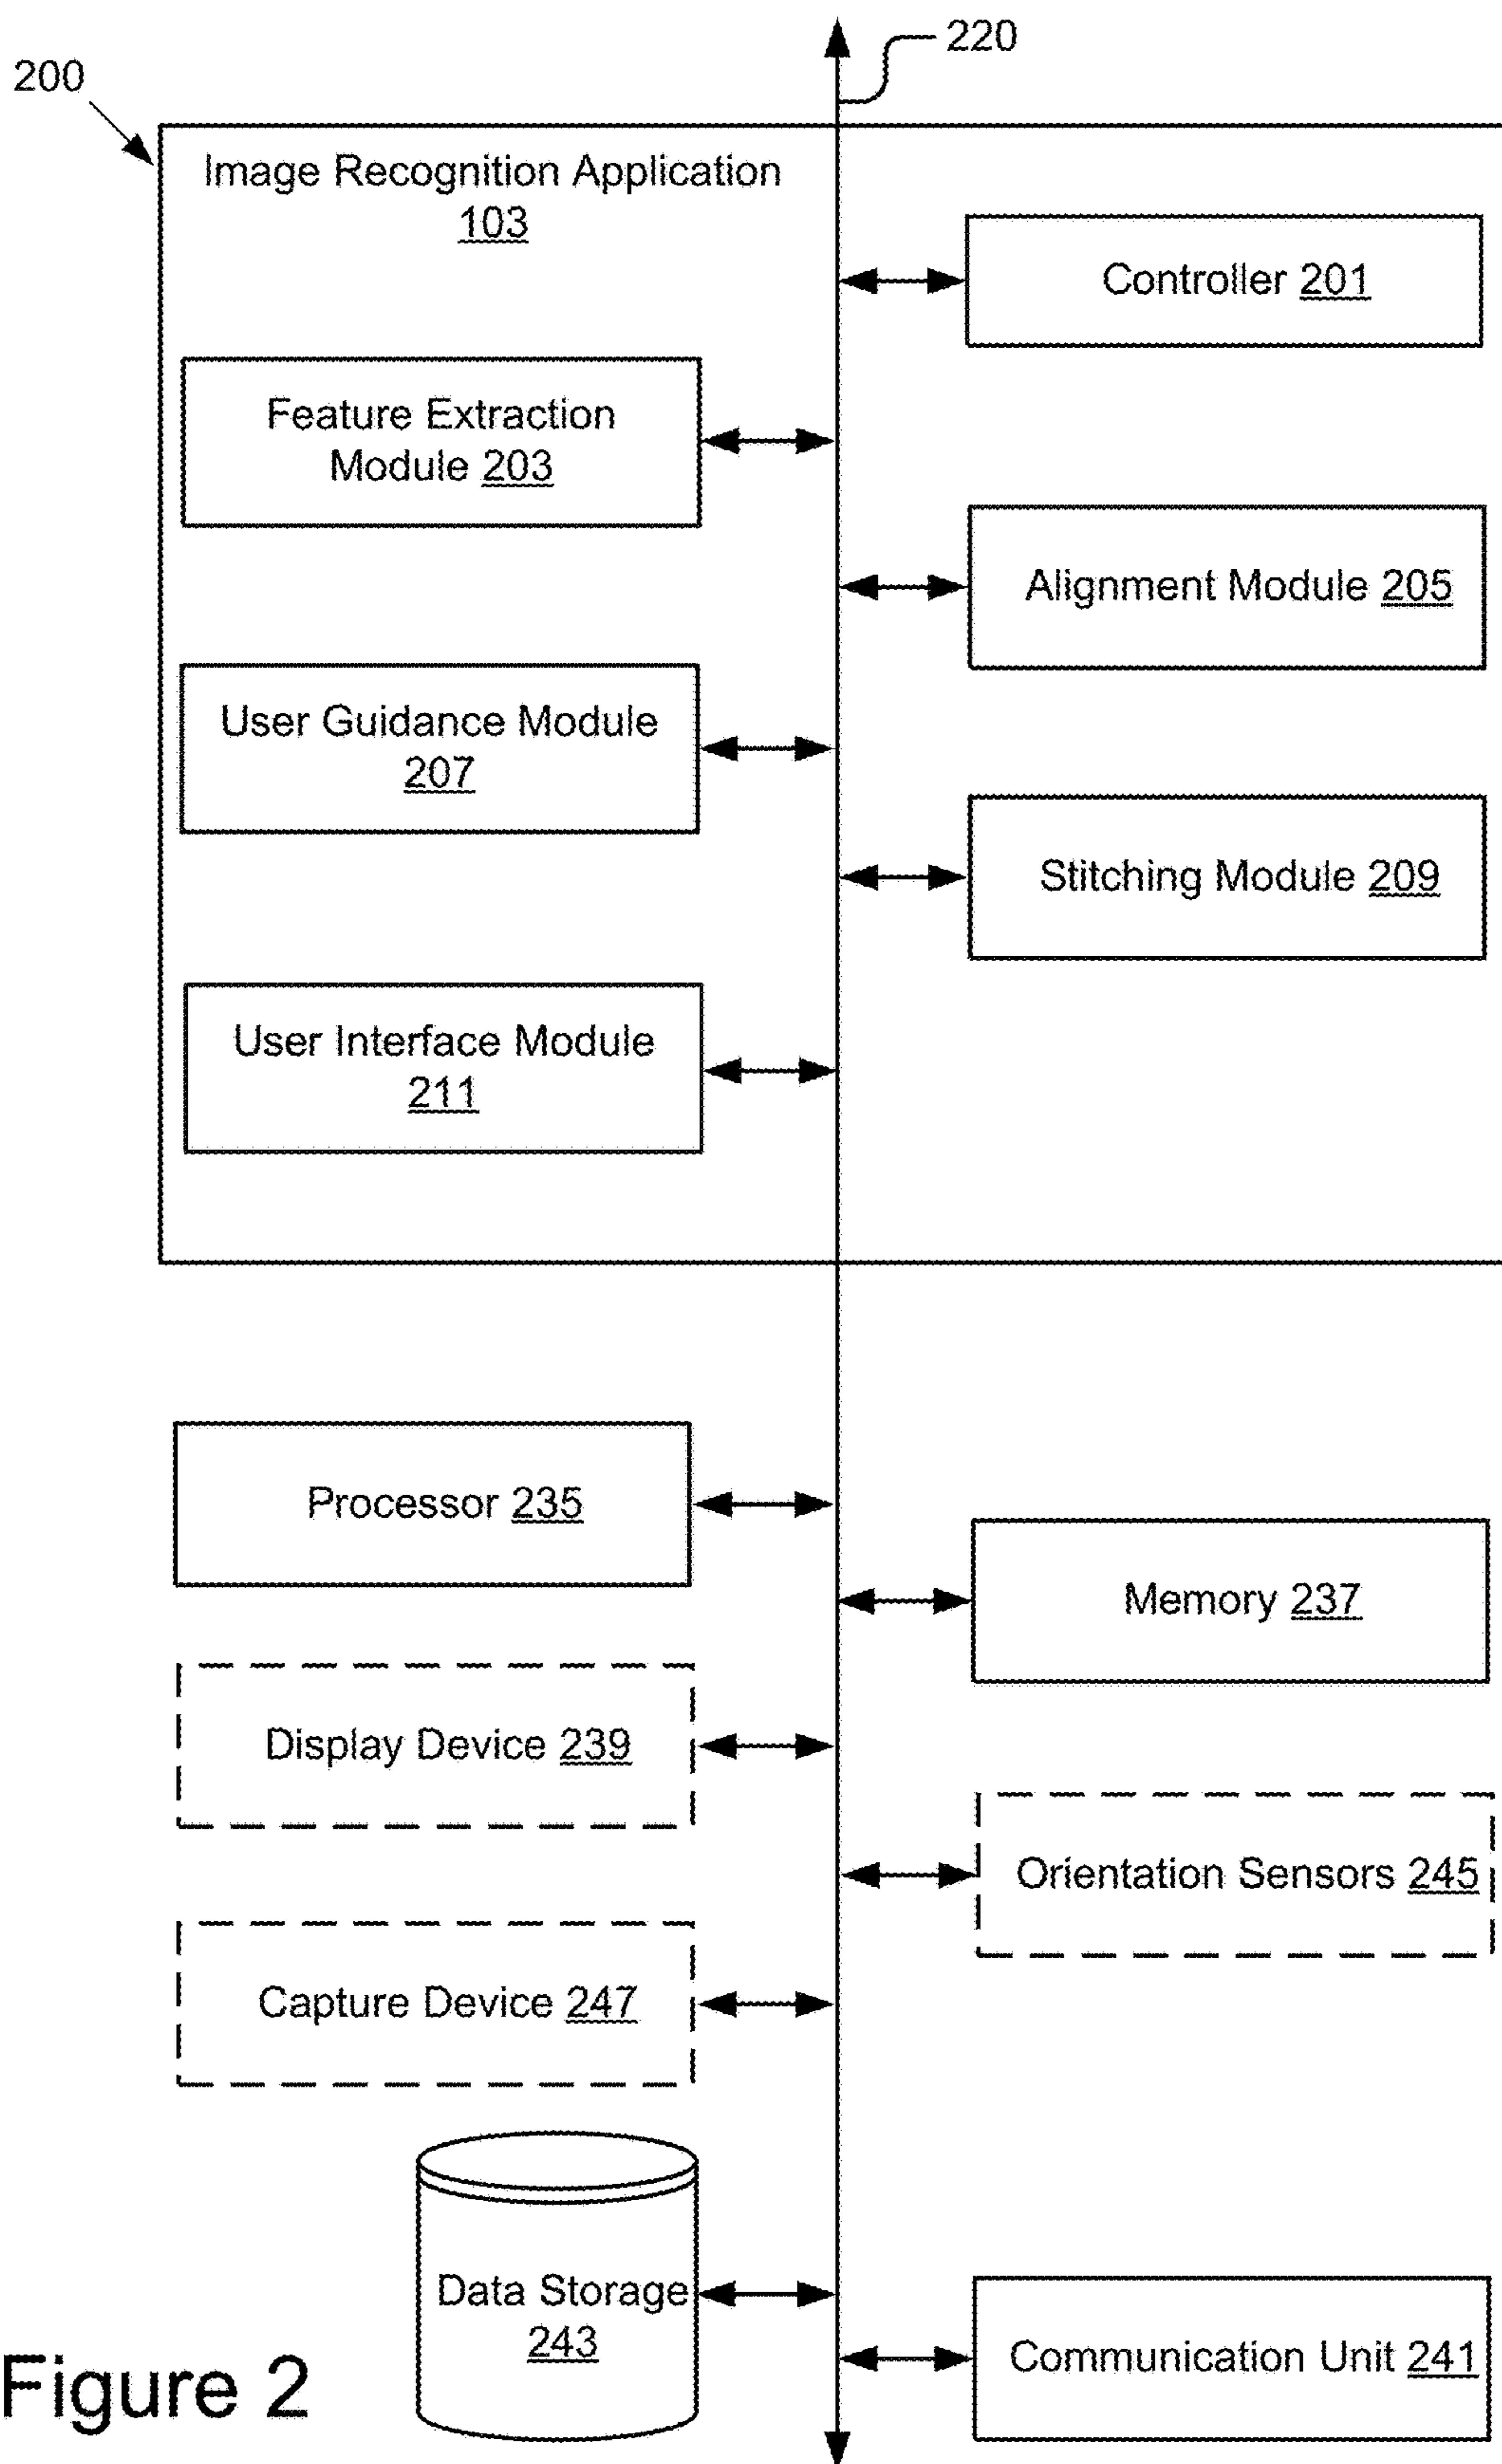 220
200
Image Recognition Application
103
Controller 201
Feature Extraction
Module 203
Alignment Module 205
User Guidance Module
207
Stitching Module 209
User Interface Module
211
Processor 235
Memory 237
Display Device 239
Orientation Sensors 245
Capture Device 247
Data Storage
243
Communication Unit 241
Figure 2